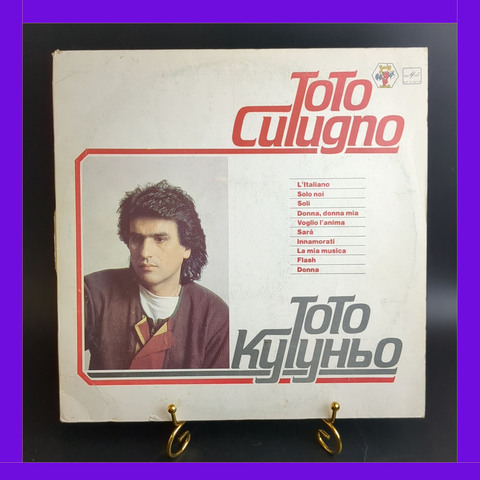 TOTO
CUTUGNO
L'Italiano
Solo noi
Soli
Donna, donna mia
Voglio l'anima
Sarà
Innamorati
La mia musica
Flash
Donna
ТОТО
КУТУНЬО